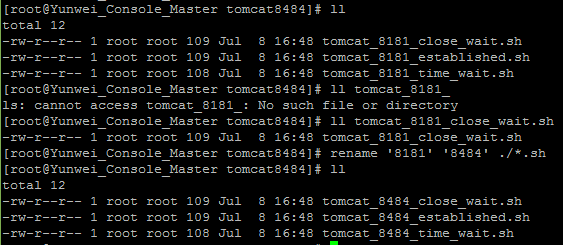 [root@Yunwei_Console_Master tomcat8484]# ll
total 12
-rw-r--r-- 1 root root 109 Jul  8 16:48 tomcat_8181_close_wait.sh
-rw-r--r-- 1 root root 109 Jul  8 16:48 tomcat_8181_established.sh
-rw-r--r-- 1 root root 108 Jul  8 16:48 tomcat_8181_time_wait.sh
[root@Yunwei_Console_Master tomcat8484]# ll tomcat_8181_
ls: cannot access tomcat_8181_: No such file or directory
[root@Yunwei_Console_Master tomcat8484]# ll tomcat_8181_close_wait.sh
-rw-r--r-- 1 root root 109 Jul  8 16:48 tomcat_8181_close_wait.sh
[root@Yunwei_Console_Master tomcat8484]# rename '8181' '8484' ./*.sh
[root@Yunwei_Console_Master tomcat8484]# ll
total 12
-rw-r--r-- 1 root root 109 Jul  8 16:48 tomcat_8484_close_wait.sh
-rw-r--r-- 1 root root 109 Jul  8 16:48 tomcat_8484_established.sh
-rw-r--r-- 1 root root 108 Jul  8 16:48 tomcat_8484_time_wait.sh